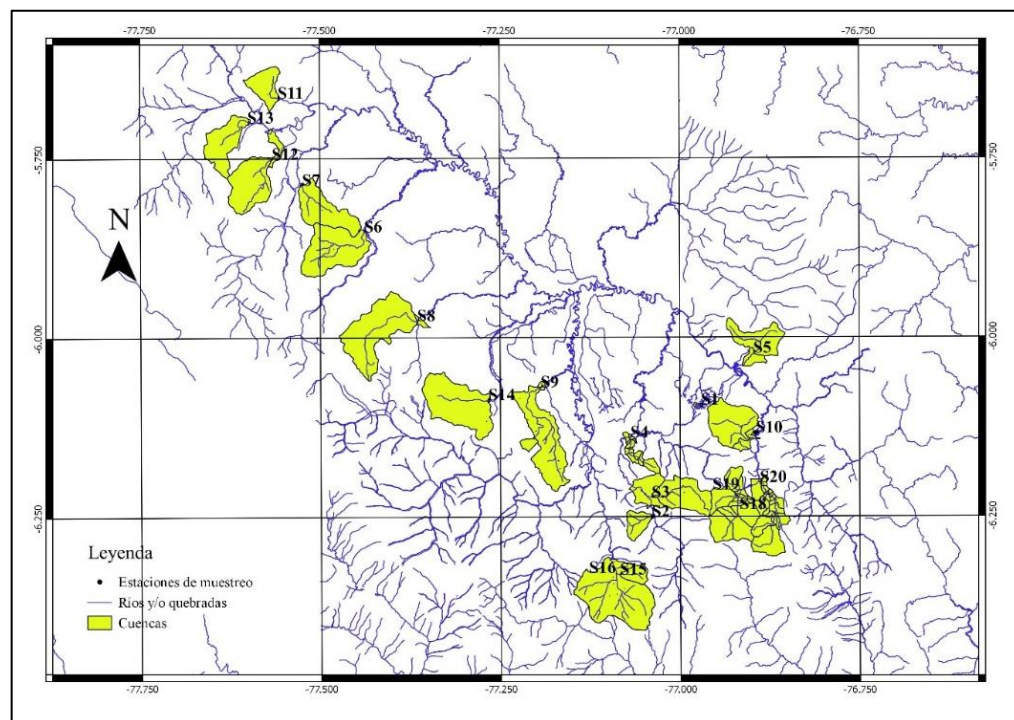 -77.750 -77.500 -77.250 -77.000 -76.750
S11
S13
S12
-5.750 -5.750
S7
S6
N
S8
-6.000 -6.000
S5
S9
S14
S1
S10
S4
S20
S19
S3
S18
S2
-6.250 -6.250
Leyenda
S16 S15
Estaciones de muestreo
Rios y/o quebradas
Cuencas
-77.750 -77.500 -77.250 -77.000 -76.750